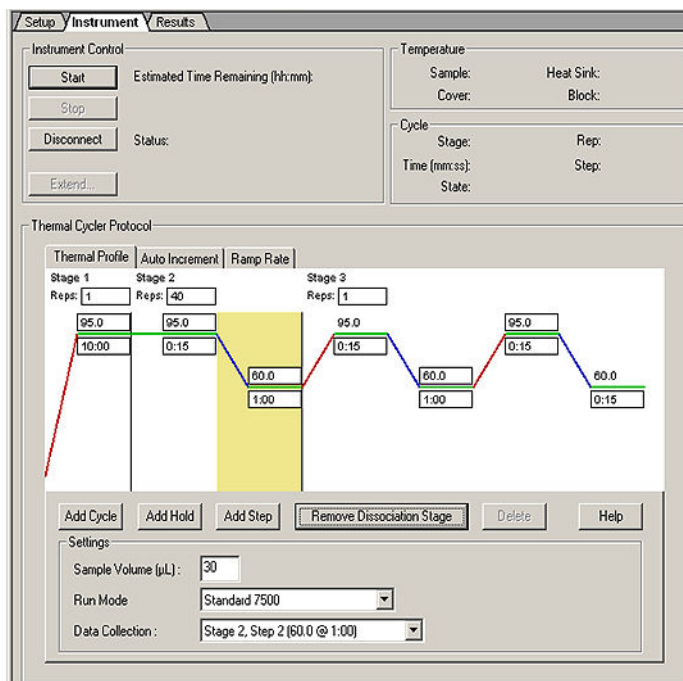 Setup Instrument Results
Instrument Control
Start Estimated Time Remaining (hh:mm):
Stop
Disconnect Status:
Extend...
Temperature
Sample: Heat Sink:
Cover: Block:
Cycle
Stage: Rep:
Time (mm:ss): Step:
State:
Thermal Cycler Protocol
Thermal Profile Auto Increment Ramp Rate
Stage 1 Stage 2 Stage 3
Reps: 1 Reps: 40 Reps: 1
95.0 95.0 95.0 95.0
10:00 0:15 0:15 0:15
60.0 60.0 60.0
1:00 1:00 0:15
Add Cycle Add Hold Add Step Remove Dissociation Stage Delete Help
Settings
Sample Volume (µL) : 30
Run Mode Standard 7500
Data Collection : Stage 2, Step 2 (60.0 @ 1:00)